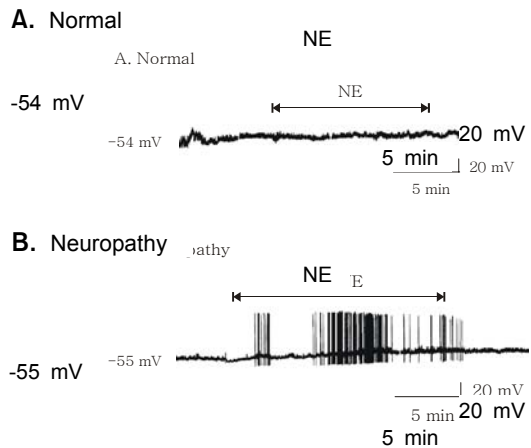 A. Normal
NE
A. Normal
NE
-54 mV
-54 mV
20 mV
5 min
20 mV
5 min
B. Neuropathy
pathy
NE
E
-55 mV
-55 mV
20 mV
5 min
20 mV
5 min